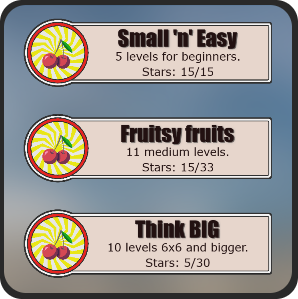 Small 'n' Easy
5 levels for beginners.
Stars: 15/15
Fruitsy fruits
11 medium levels.
Stars: 15/33
Think BIG
10 levels 6x6 and bigger.
Stars: 5/30